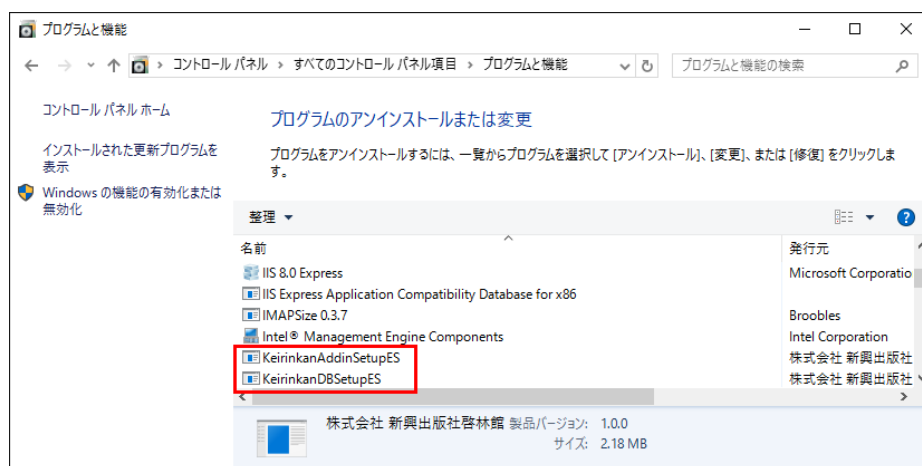 プログラムと機能
コントロール パネル › すべてのコントロール パネル項目 › プログラムと機能
プログラムと機能の検索
コントロール パネル ホーム
インストールされた更新プログラムを
表示
Windows の機能の有効化または
無効化
プログラムのアンインストールまたは変更
プログラムをアンインストールするには、一覧からプログラムを選択して [アンインストール]、[変更]、または [修復] をクリックしま
す。
整理
名前 発行元
IIS 8.0 Express Microsoft Corporatio
IIS Express Application Compatibility Database for x86
IMAPSize 0.3.7 Broobles
Intel® Management Engine Components Intel Corporation
KeirinkanAddinSetupES 株式会社 新興出版社
KeirinkanDBSetupES 株式会社 新興出版社
株式会社 新興出版社啓林館 製品バージョン: 1.0.0
サイズ: 2.18 MB